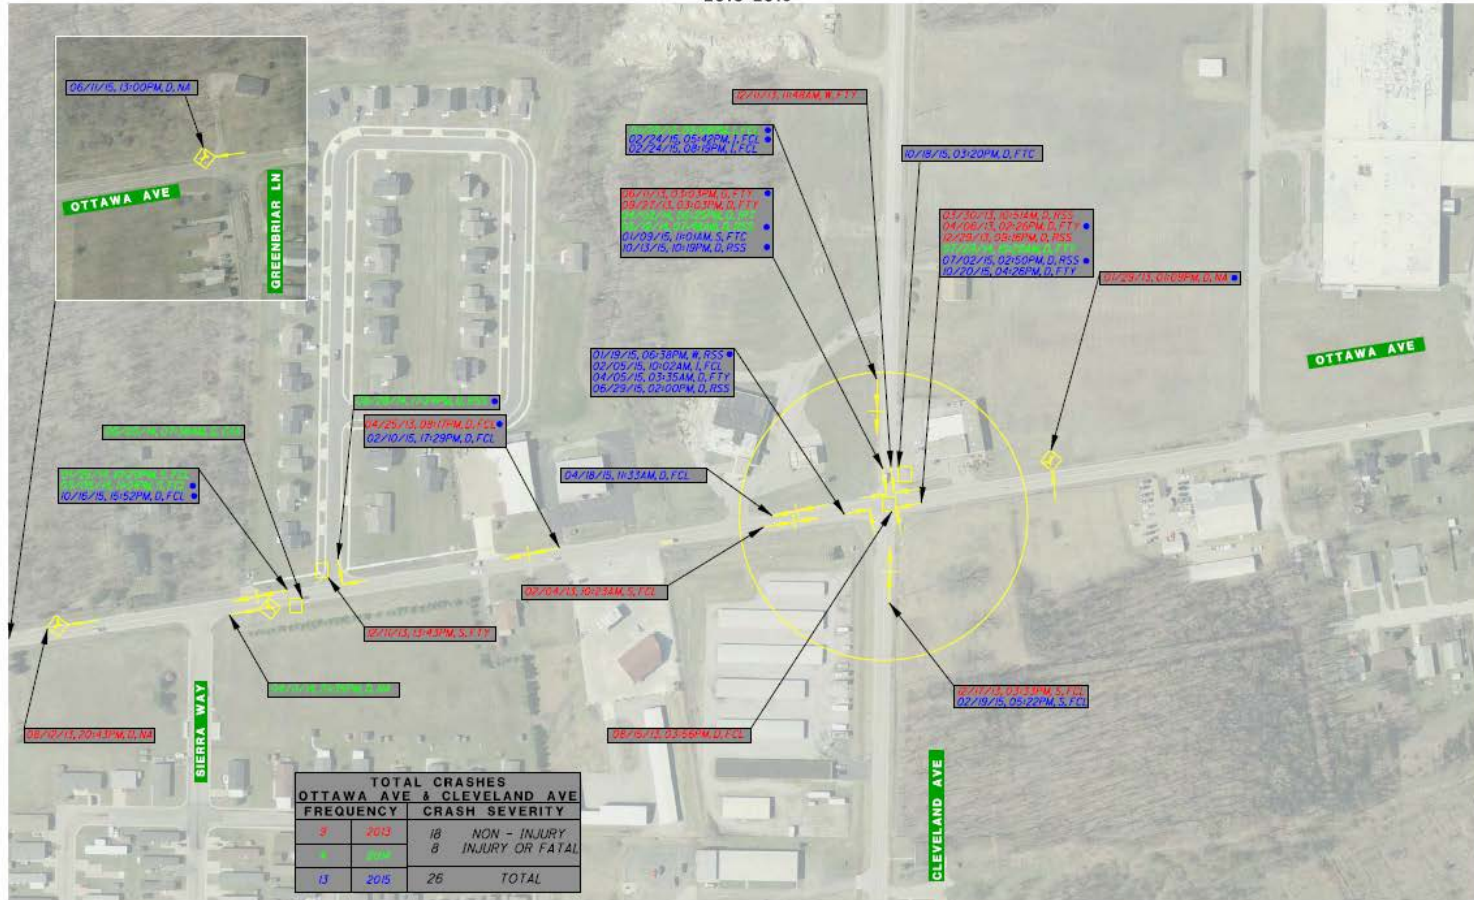 06/11/15, 13:00PM, D, NA
OTTAWA AVE
GREENBRIAR LN
12/11/13, 11:48AM, W, FTY
02/24/15, 05:42PM, I, FCL
02/24/15, 08:19PM, I, FCL
10/18/15, 03:20PM, D, FTC
06/11/13, 03:03PM, D, FTY
09/27/13, 03:03PM, D, FTY
01/09/15, 11:01AM, S, FTC
10/13/15, 10:19PM, D, RSS
03/30/13, 10:51AM, D, RSS
04/06/13, 02:26PM, D, FTY
12/29/13, 09:16PM, D, RSS
07/02/15, 02:50PM, D, RSS
10/20/15, 04:26PM, D, FTY
01/29/13, 01:09PM, D, NA
OTTAWA AVE
01/19/15, 06:38PM, W, RSS
02/05/15, 10:02AM, I, FCL
04/05/15, 03:35AM, D, FTY
06/29/15, 02:00PM, D, RSS
04/25/13, 08:17PM, D, FCL
02/10/15, 17:29PM, D, FCL
04/18/15, 11:33AM, D, FCL
10/16/15, 15:52PM, D, FCL
02/04/13, 10:23AM, S, FCL
12/11/13, 13:43PM, S, FTY
12/17/13, 03:33PM, S, FCL
02/19/15, 05:22PM, S, FCL
08/12/13, 20:43PM, D, NA
SIERRA WAY
08/15/13, 03:56PM, D, FCL
CLEVELAND AVE
TOTAL CRASHES
OTTAWA AVE & CLEVELAND AVE
FREQUENCY CRASH SEVERITY
9 2013 18 NON - INJURY
8 INJURY OR FATAL
4 2014
13 2015 26 TOTAL